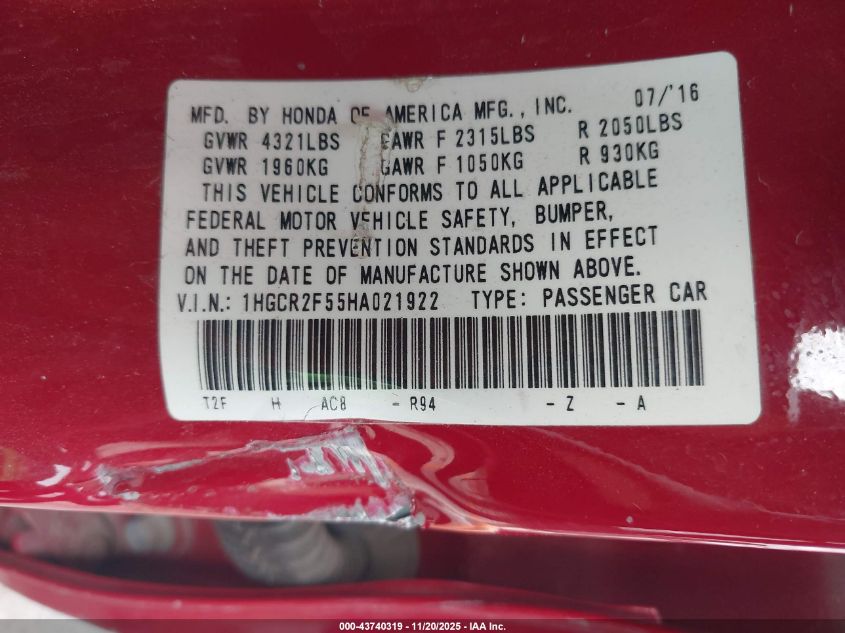 MFD. BY HONDA OF AMERICA MFG., INC. 07/'16
GVWR 4321LBS GAWR F 2315LBS R 2050LBS
GVWR 1960KG GAWR F 1050KG R 930KG
THIS VEHICLE CONFORMS TO ALL APPLICABLE
FEDERAL MOTOR VEHICLE SAFETY, BUMPER,
AND THEFT PREVENTION STANDARDS IN EFFECT
ON THE DATE OF MANUFACTURE SHOWN ABOVE.
V.I.N.: 1HGCR2F55HA021922 TYPE: PASSENGER CAR
T2F H AC8 - R94 - Z - A
000-43740319 - 11/20/2025 - IAA Inc.